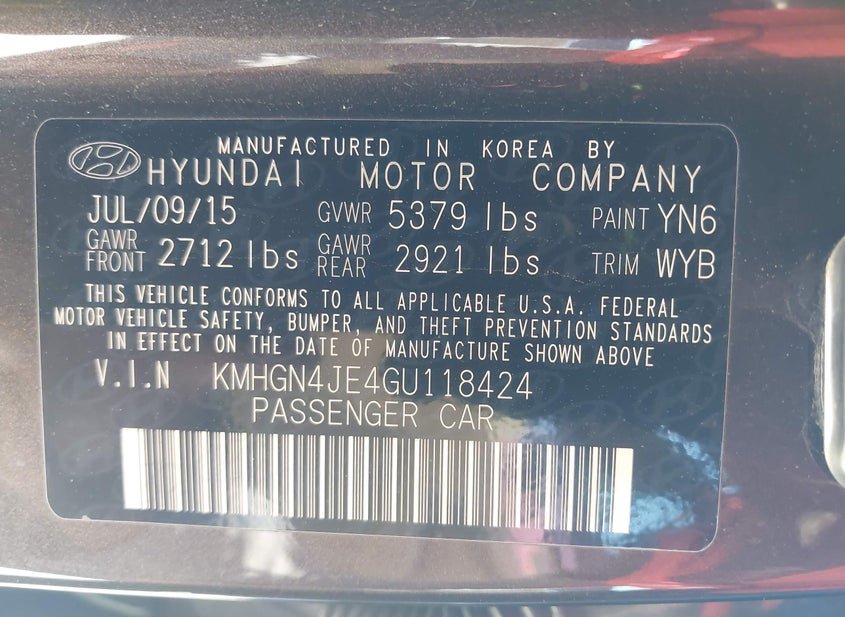 MANUFACTURED IN KOREA BY
HYUNDAI MOTOR COMPANY
JUL/09/15 GVWR 5379 lbs PAINT YN6
GAWR FRONT 2712 lbs GAWR REAR 2921 lbs TRIM WYB
THIS VEHICLE CONFORMS TO ALL APPLICABLE U.S.A. FEDERAL
MOTOR VEHICLE SAFETY, BUMPER, AND THEFT PREVENTION STANDARDS
IN EFFECT ON THE DATE OF MANUFACTURE SHOWN ABOVE
V.I.N KMHGN4JE4GU118424
PASSENGER CAR